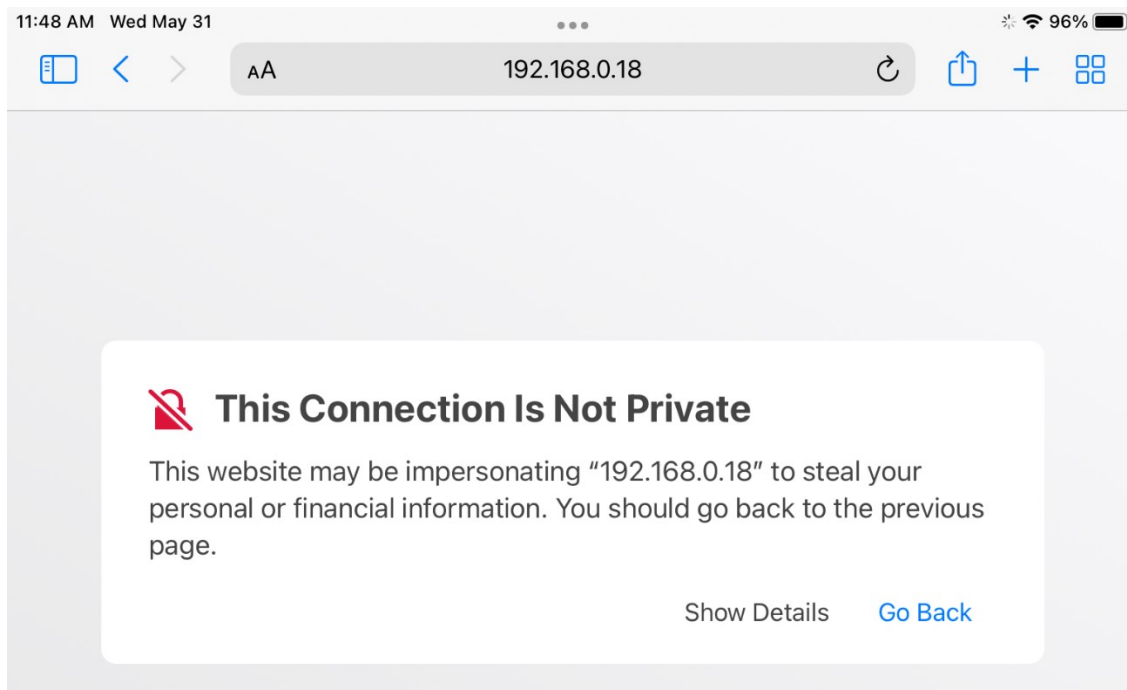 11:48 AM Wed May 31 96%
AA 192.168.0.18
This Connection Is Not Private
This website may be impersonating “192.168.0.18” to steal your
personal or financial information. You should go back to the previous
page.
Show Details Go Back